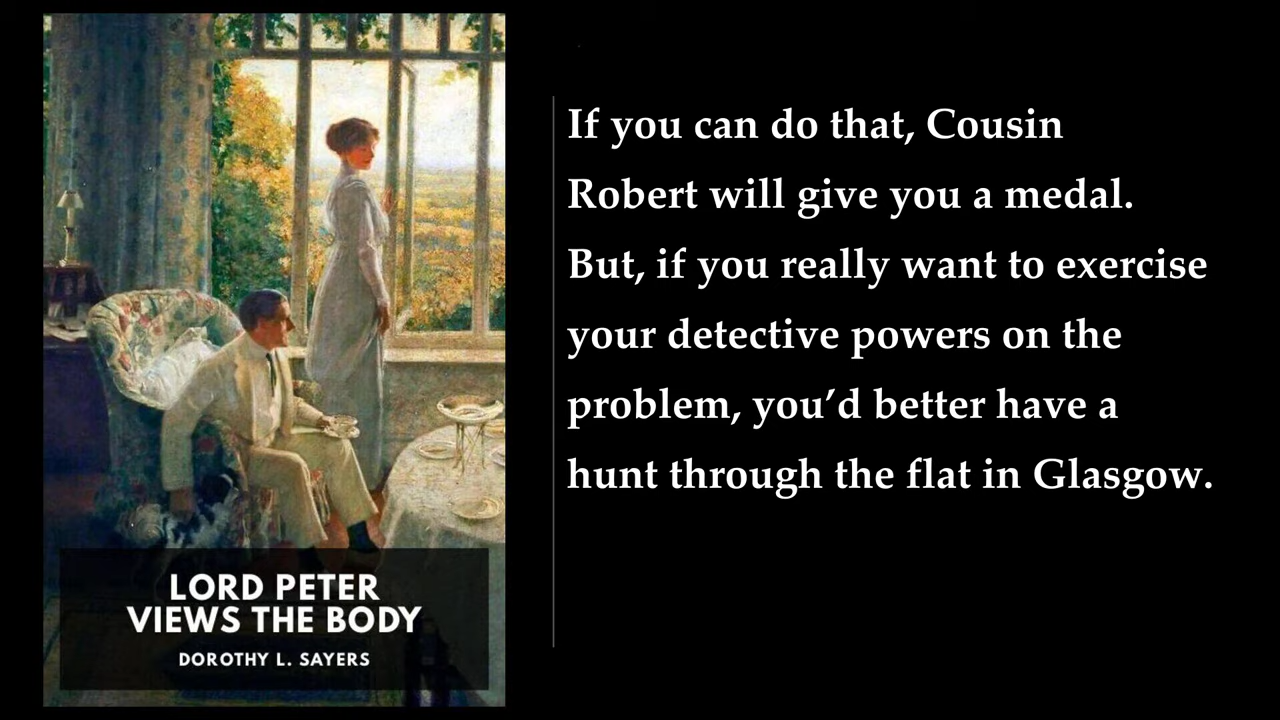 LORD PETER
VIEWS THE BODY
DOROTHY L. SAYERS
If you can do that, Cousin
Robert will give you a medal.
But, if you really want to exercise
your detective powers on the
problem, you’d better have a
hunt through the flat in Glasgow.